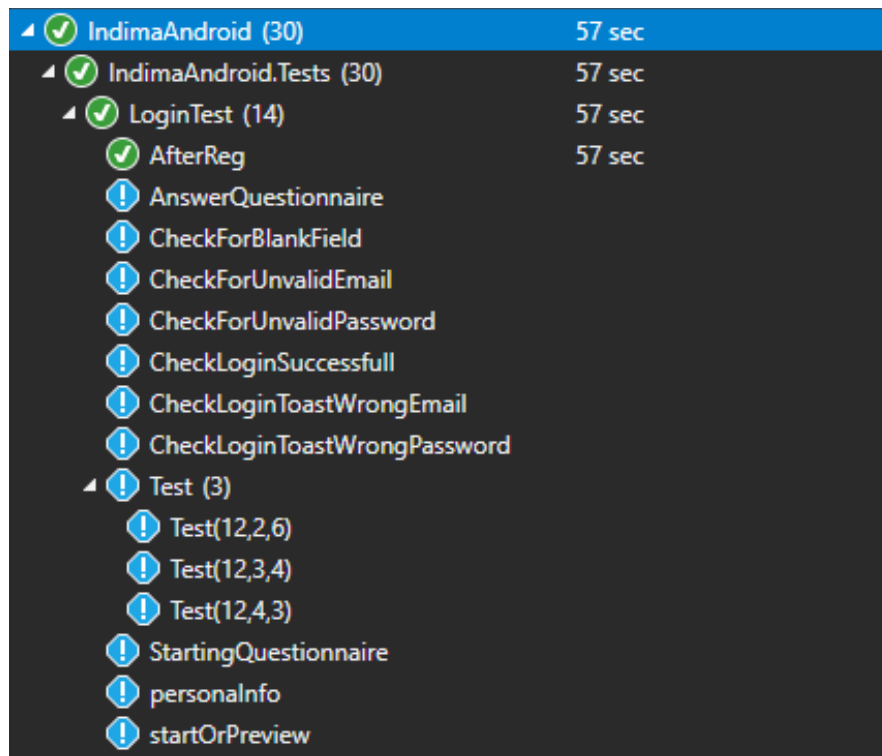 IndimaAndroid (30) 57 sec
IndimaAndroid.Tests (30) 57 sec
LoginTest (14) 57 sec
AfterReg 57 sec
AnswerQuestionnaire
CheckForBlankField
CheckForUnvalidEmail
CheckForUnvalidPassword
CheckLoginSuccessfull
CheckLoginToastWrongEmail
CheckLoginToastWrongPassword
Test (3)
Test(12,2,6)
Test(12,3,4)
Test(12,4,3)
StartingQuestionnaire
personaInfo
startOrPreview